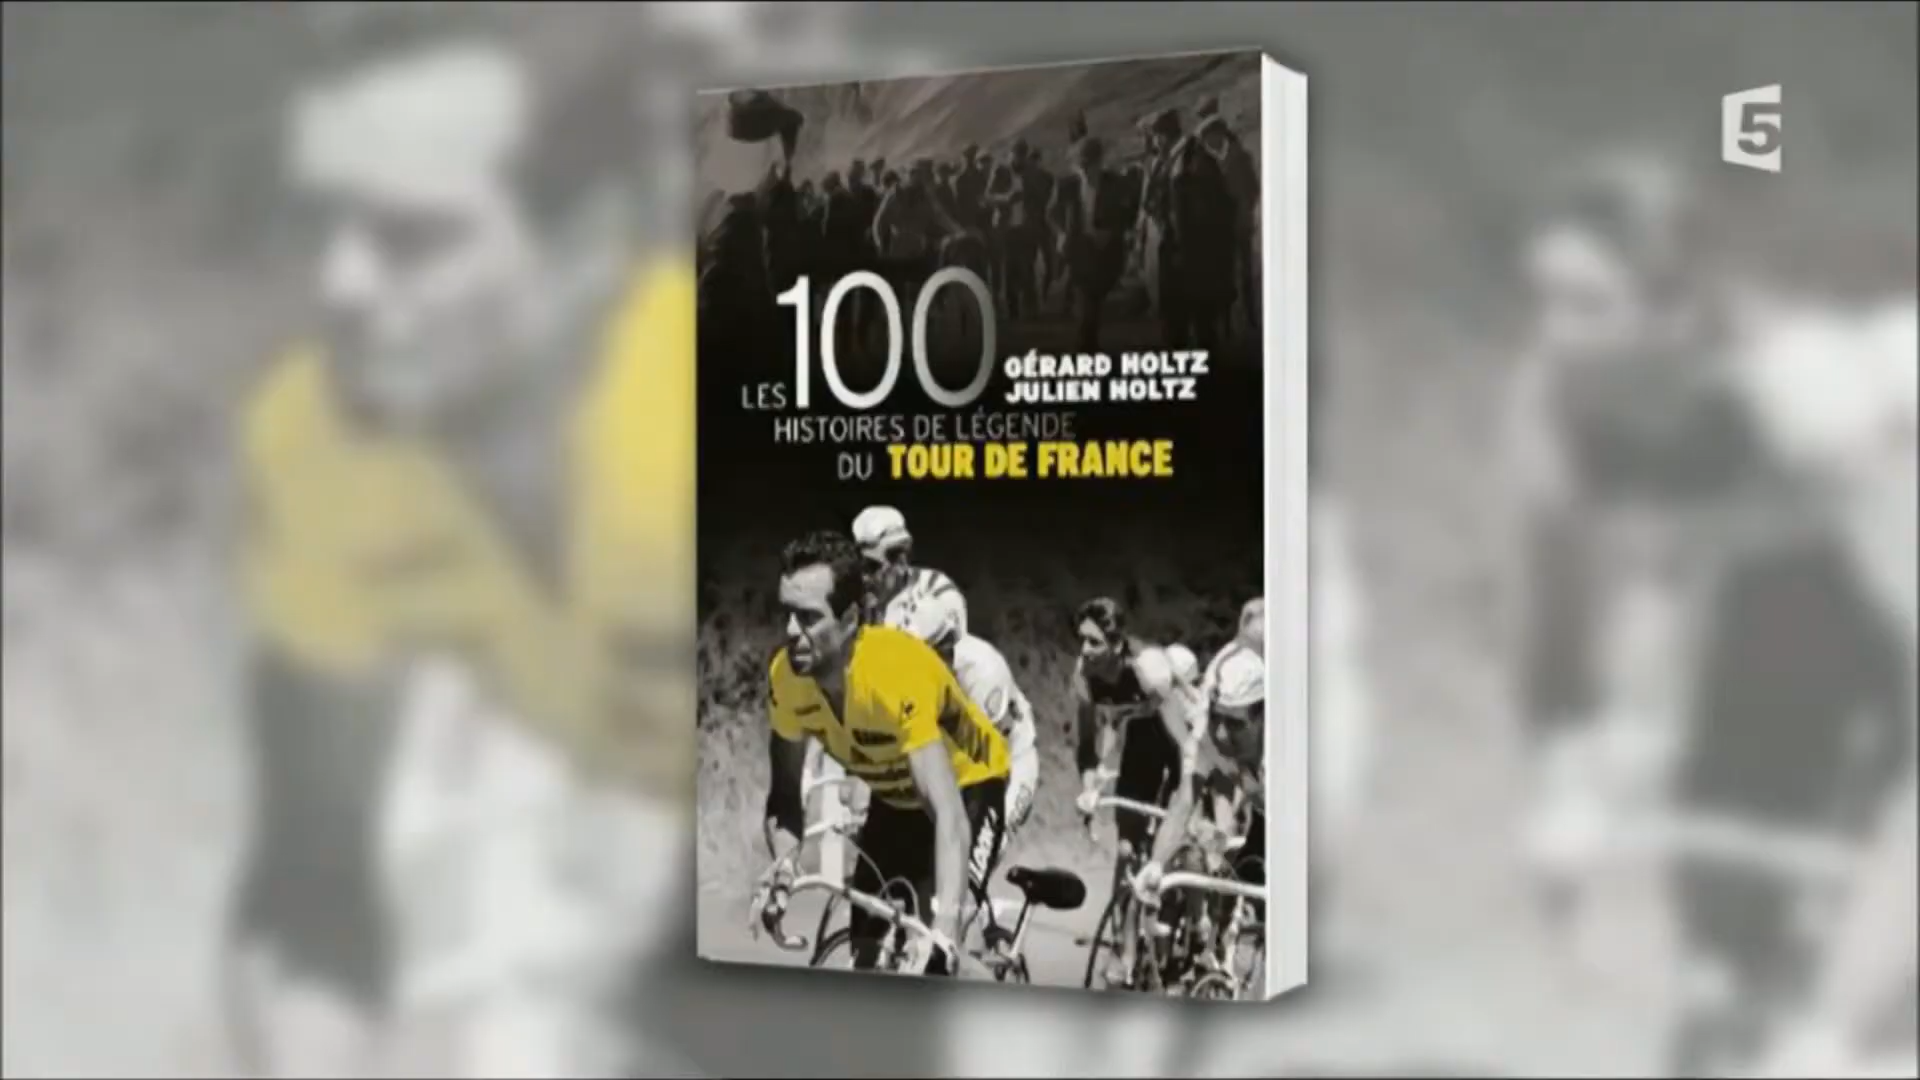 LES 100
GÉRARD HOLTZ
JULIEN HOLTZ
HISTOIRES DE LÉGENDE
DU TOUR DE FRANCE
5